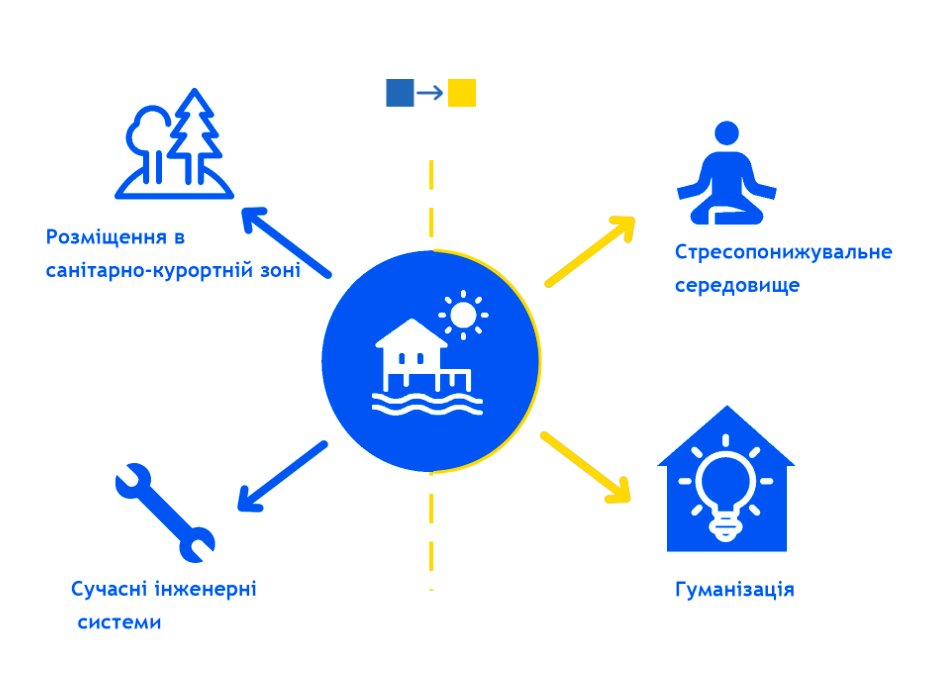 Розміщення в
санітарно-курортній зоні
Стресопонижувальне
середовище
Сучасні інженерні
системи
Гуманізація